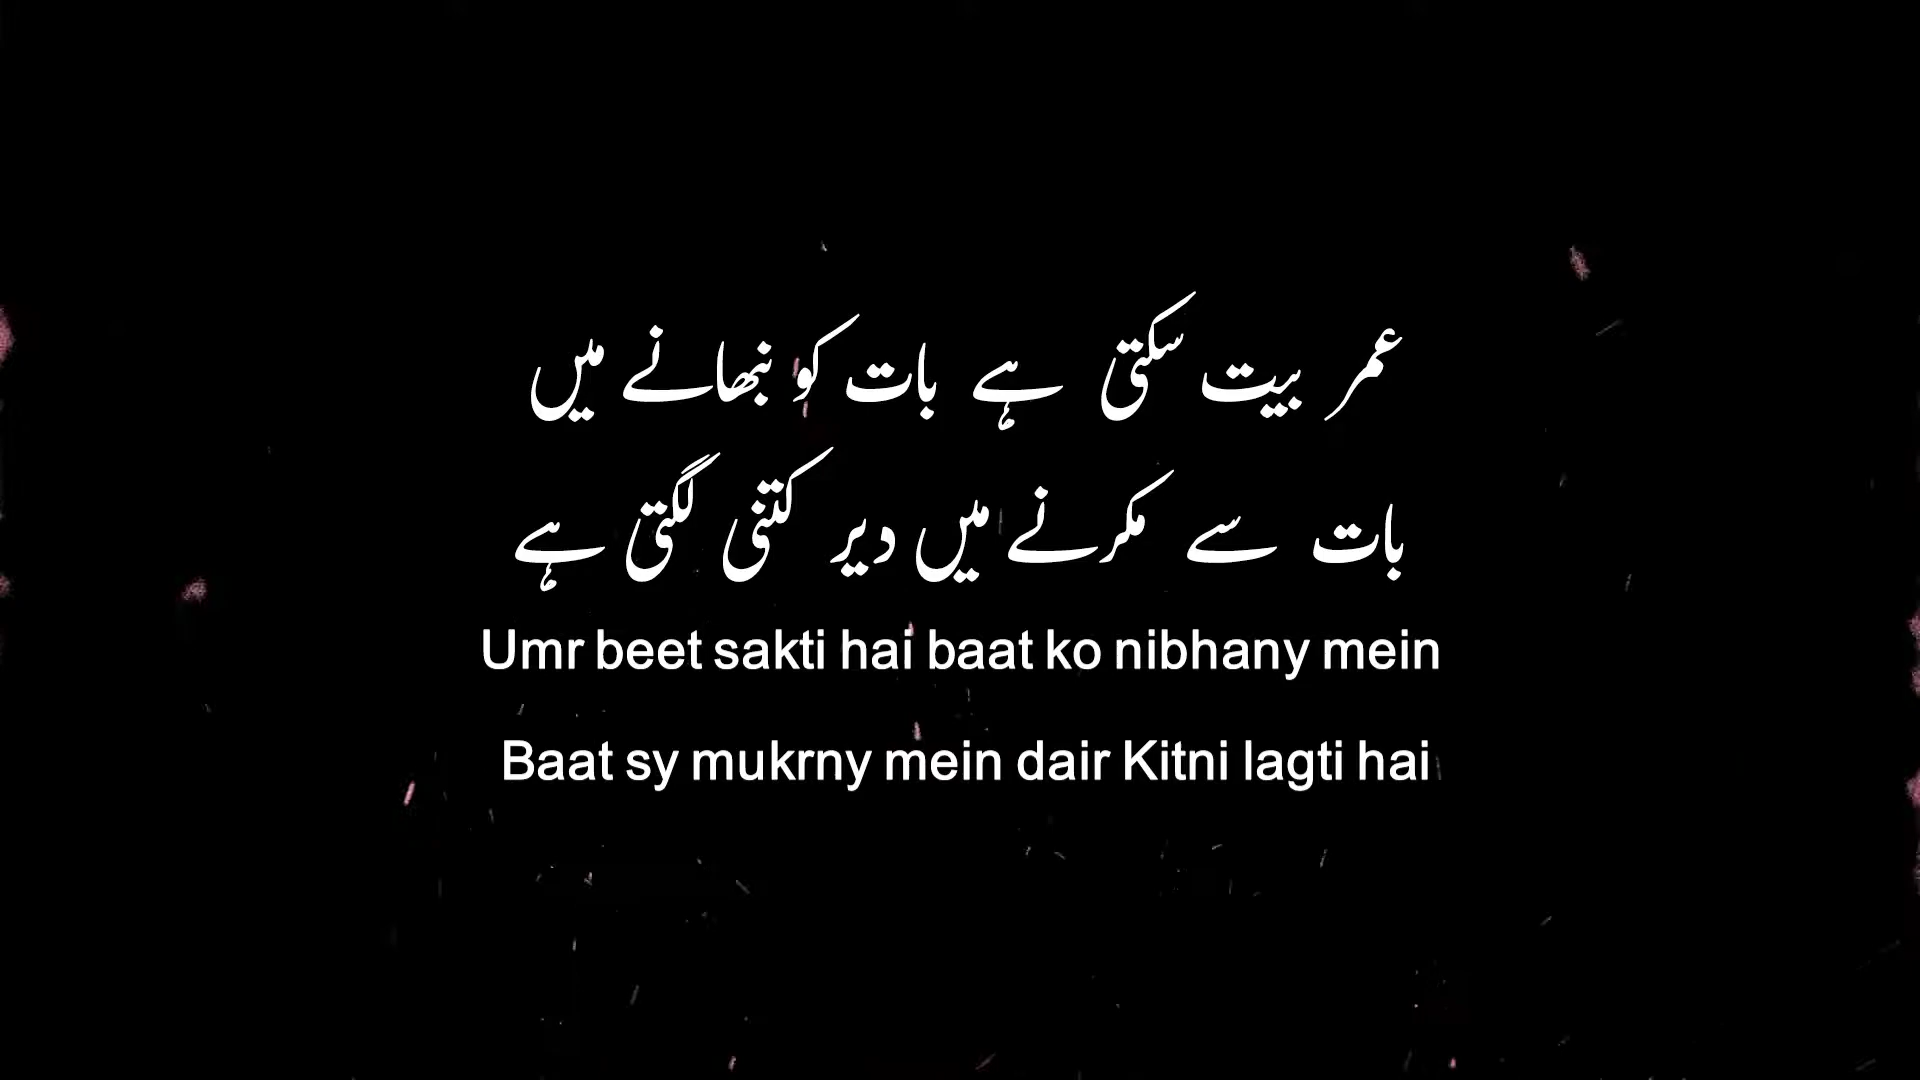 عمر بیت سکتی ہے بات کو نبھانے میں
بات سے مکرنے میں دیر کتنی لگتی ہے
Umr beet sakti hai baat ko nibhany mein
Baat sy mukrny mein dair Kitni lagti hai